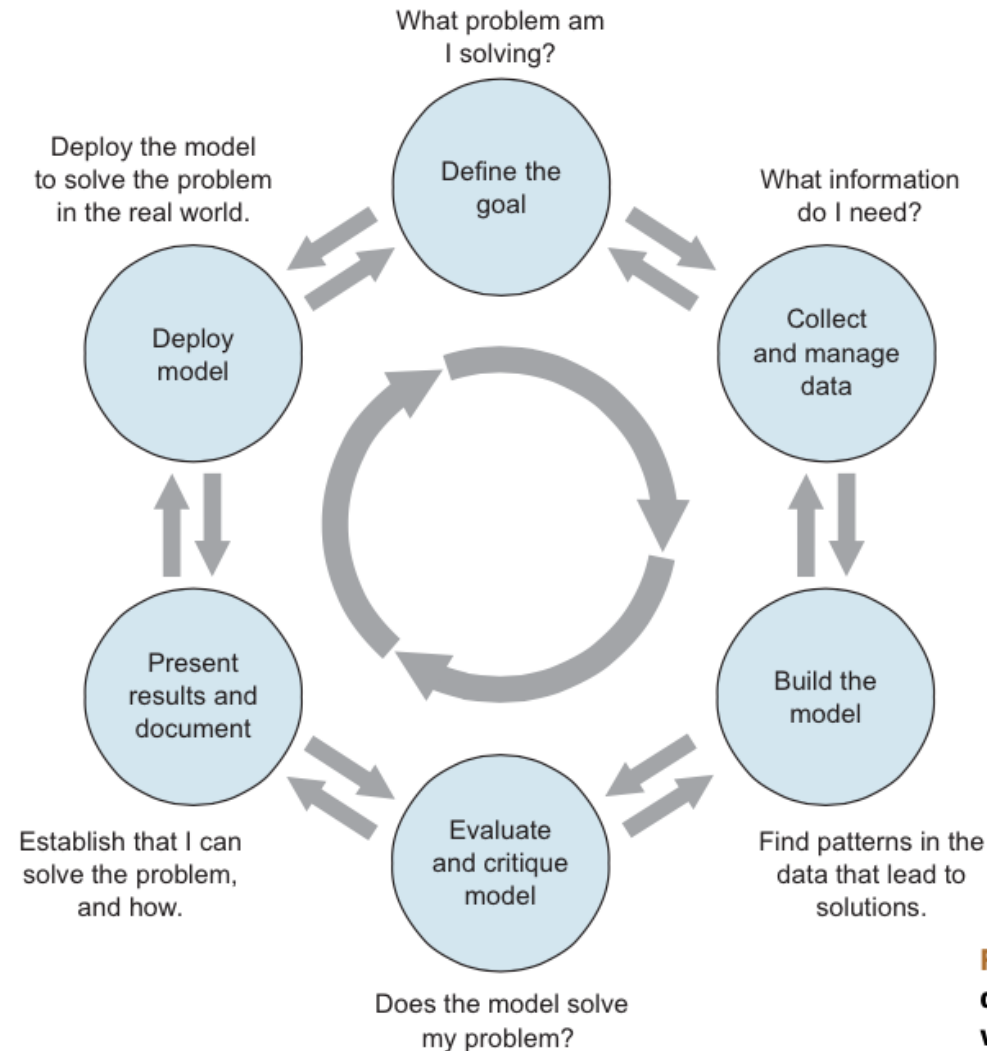 What problem am
I solving?
Define the
goal
What information
do I need?
Collect
and manage
data
Build the
model
Find patterns in the
data that lead to
solutions.
Evaluate
and critique
model
Does the model solve
my problem?
Present
results and
document
Establish that I can
solve the problem,
and how.
Deploy the model
to solve the problem
in the real world.
Deploy
model